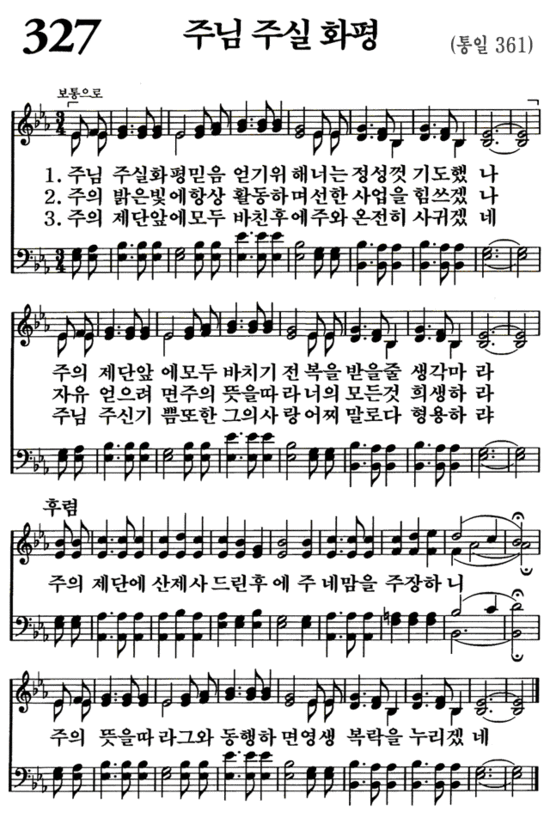 327 주님 주실 화평 (통일 361)
보통으로
1. 주님 주실화 평믿음 얻기위 해너는 정성껏 기도했 나
2. 주의 밝은빛 에항상 활동하 며선한 사업을 힘쓰겠 나
3. 주의 제단앞 에모두 바친후 에주와 온전히 사귀겠 네
주의 제단앞 에모두 바치기 전복을 받을줄 생각마 라
자유 얻으려 면주의 뜻을따 라너의 모든것 희생하 라
주님 주신기 쁨또한 그의사 랑어찌 말로다 형용하 랴
후렴
주의 제단에 산제사 드린후 에 주 네맘을 주장하 니
주의 뜻을따 라그와 동행하 면영생 복락을 누리겠 네